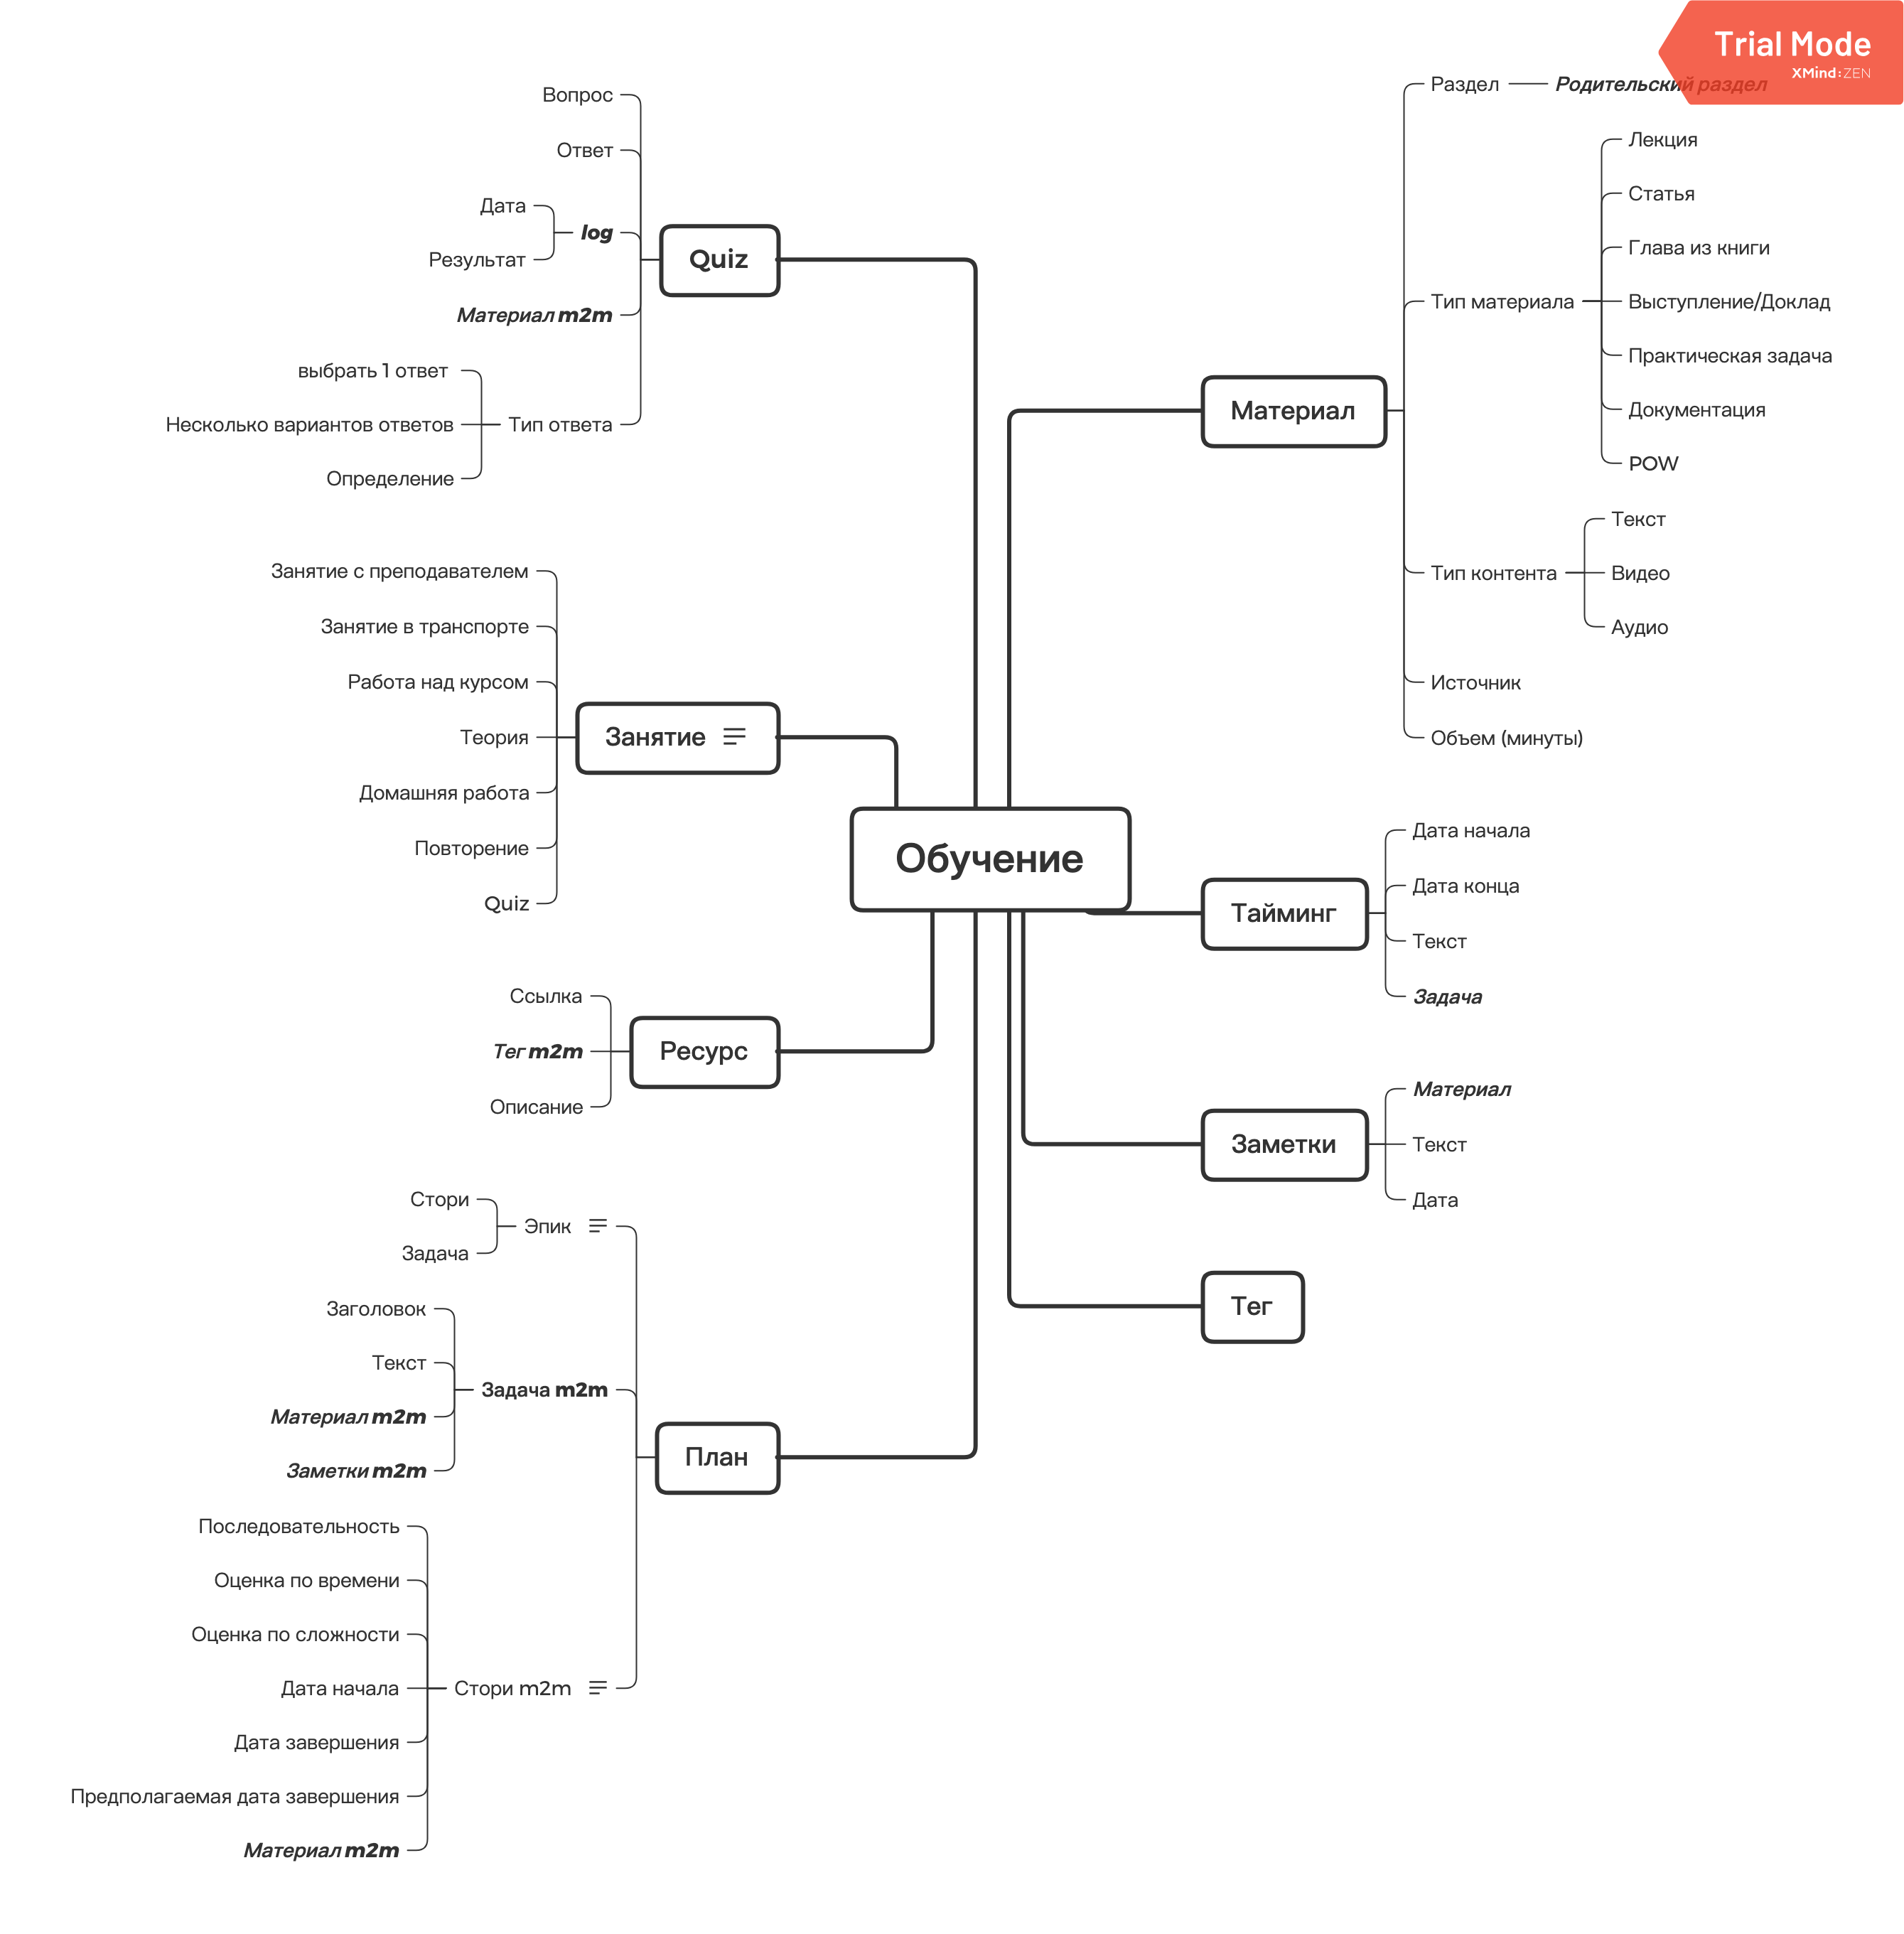 Trial Mode
XMind:ZEN
Обучение
Материал
Раздел
Родительский раздел
Тип материала
Лекция
Статья
Глава из книги
Выступление/Доклад
Практическая задача
Документация
POW
Тип контента
Текст
Видео
Аудио
Источник
Объем (минуты)
Тайминг
Дата начала
Дата конца
Текст
Задача
Заметки
Материал
Текст
Дата
Тег
Quiz
Вопрос
Ответ
log
Дата
Результат
Материал m2m
Тип ответа
выбрать 1 ответ
Несколько вариантов ответов
Определение
Занятие
Занятие с преподавателем
Занятие в транспорте
Работа над курсом
Теория
Домашняя работа
Повторение
Quiz
Ресурс
Ссылка
Тег m2m
Описание
План
Эпик
Стори
Задача
Задача m2m
Заголовок
Текст
Материал m2m
Заметки m2m
Стори m2m
Последовательность
Оценка по времени
Оценка по сложности
Дата начала
Дата завершения
Предполагаемая дата завершения
Материал m2m